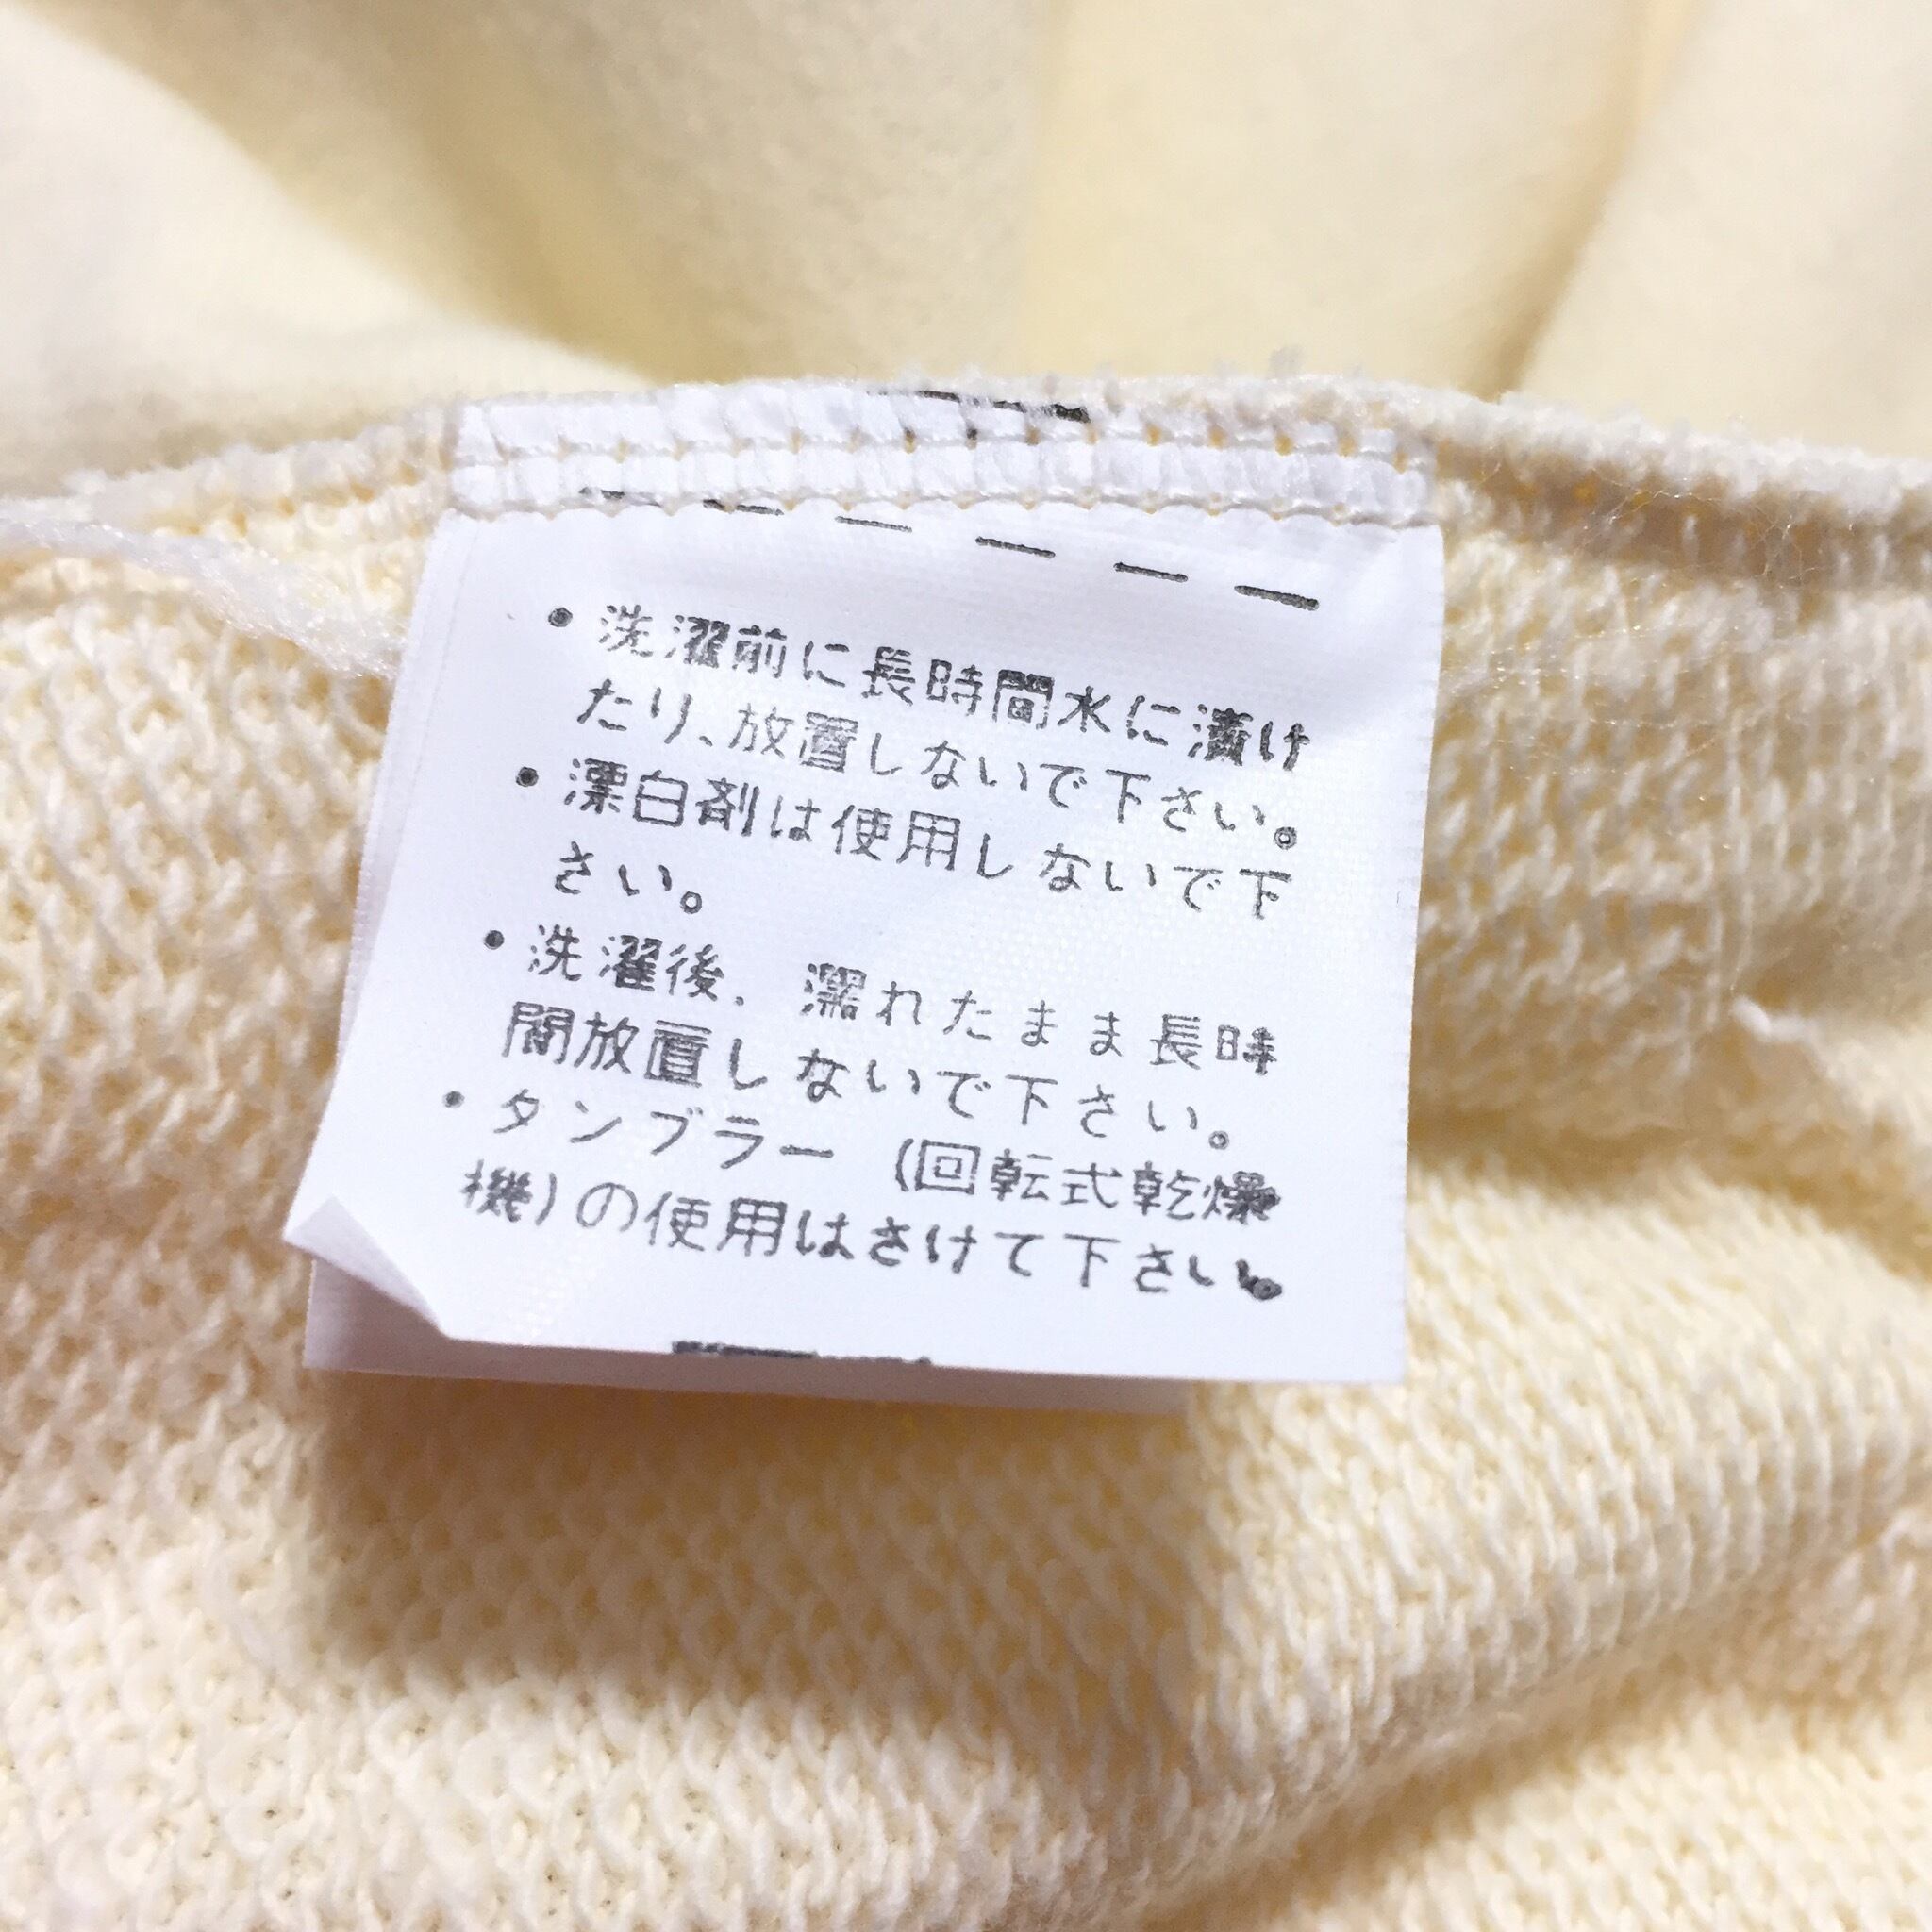 ・洗濯前に長時間水に漬け
たり、放置しないで下さい。
・漂白剤は使用しないで下
さい。
・洗濯後、濡れたまま長時
間放置しないで下さい。
・タンブラー（回転式乾燥
機）の使用はさけて下さい。